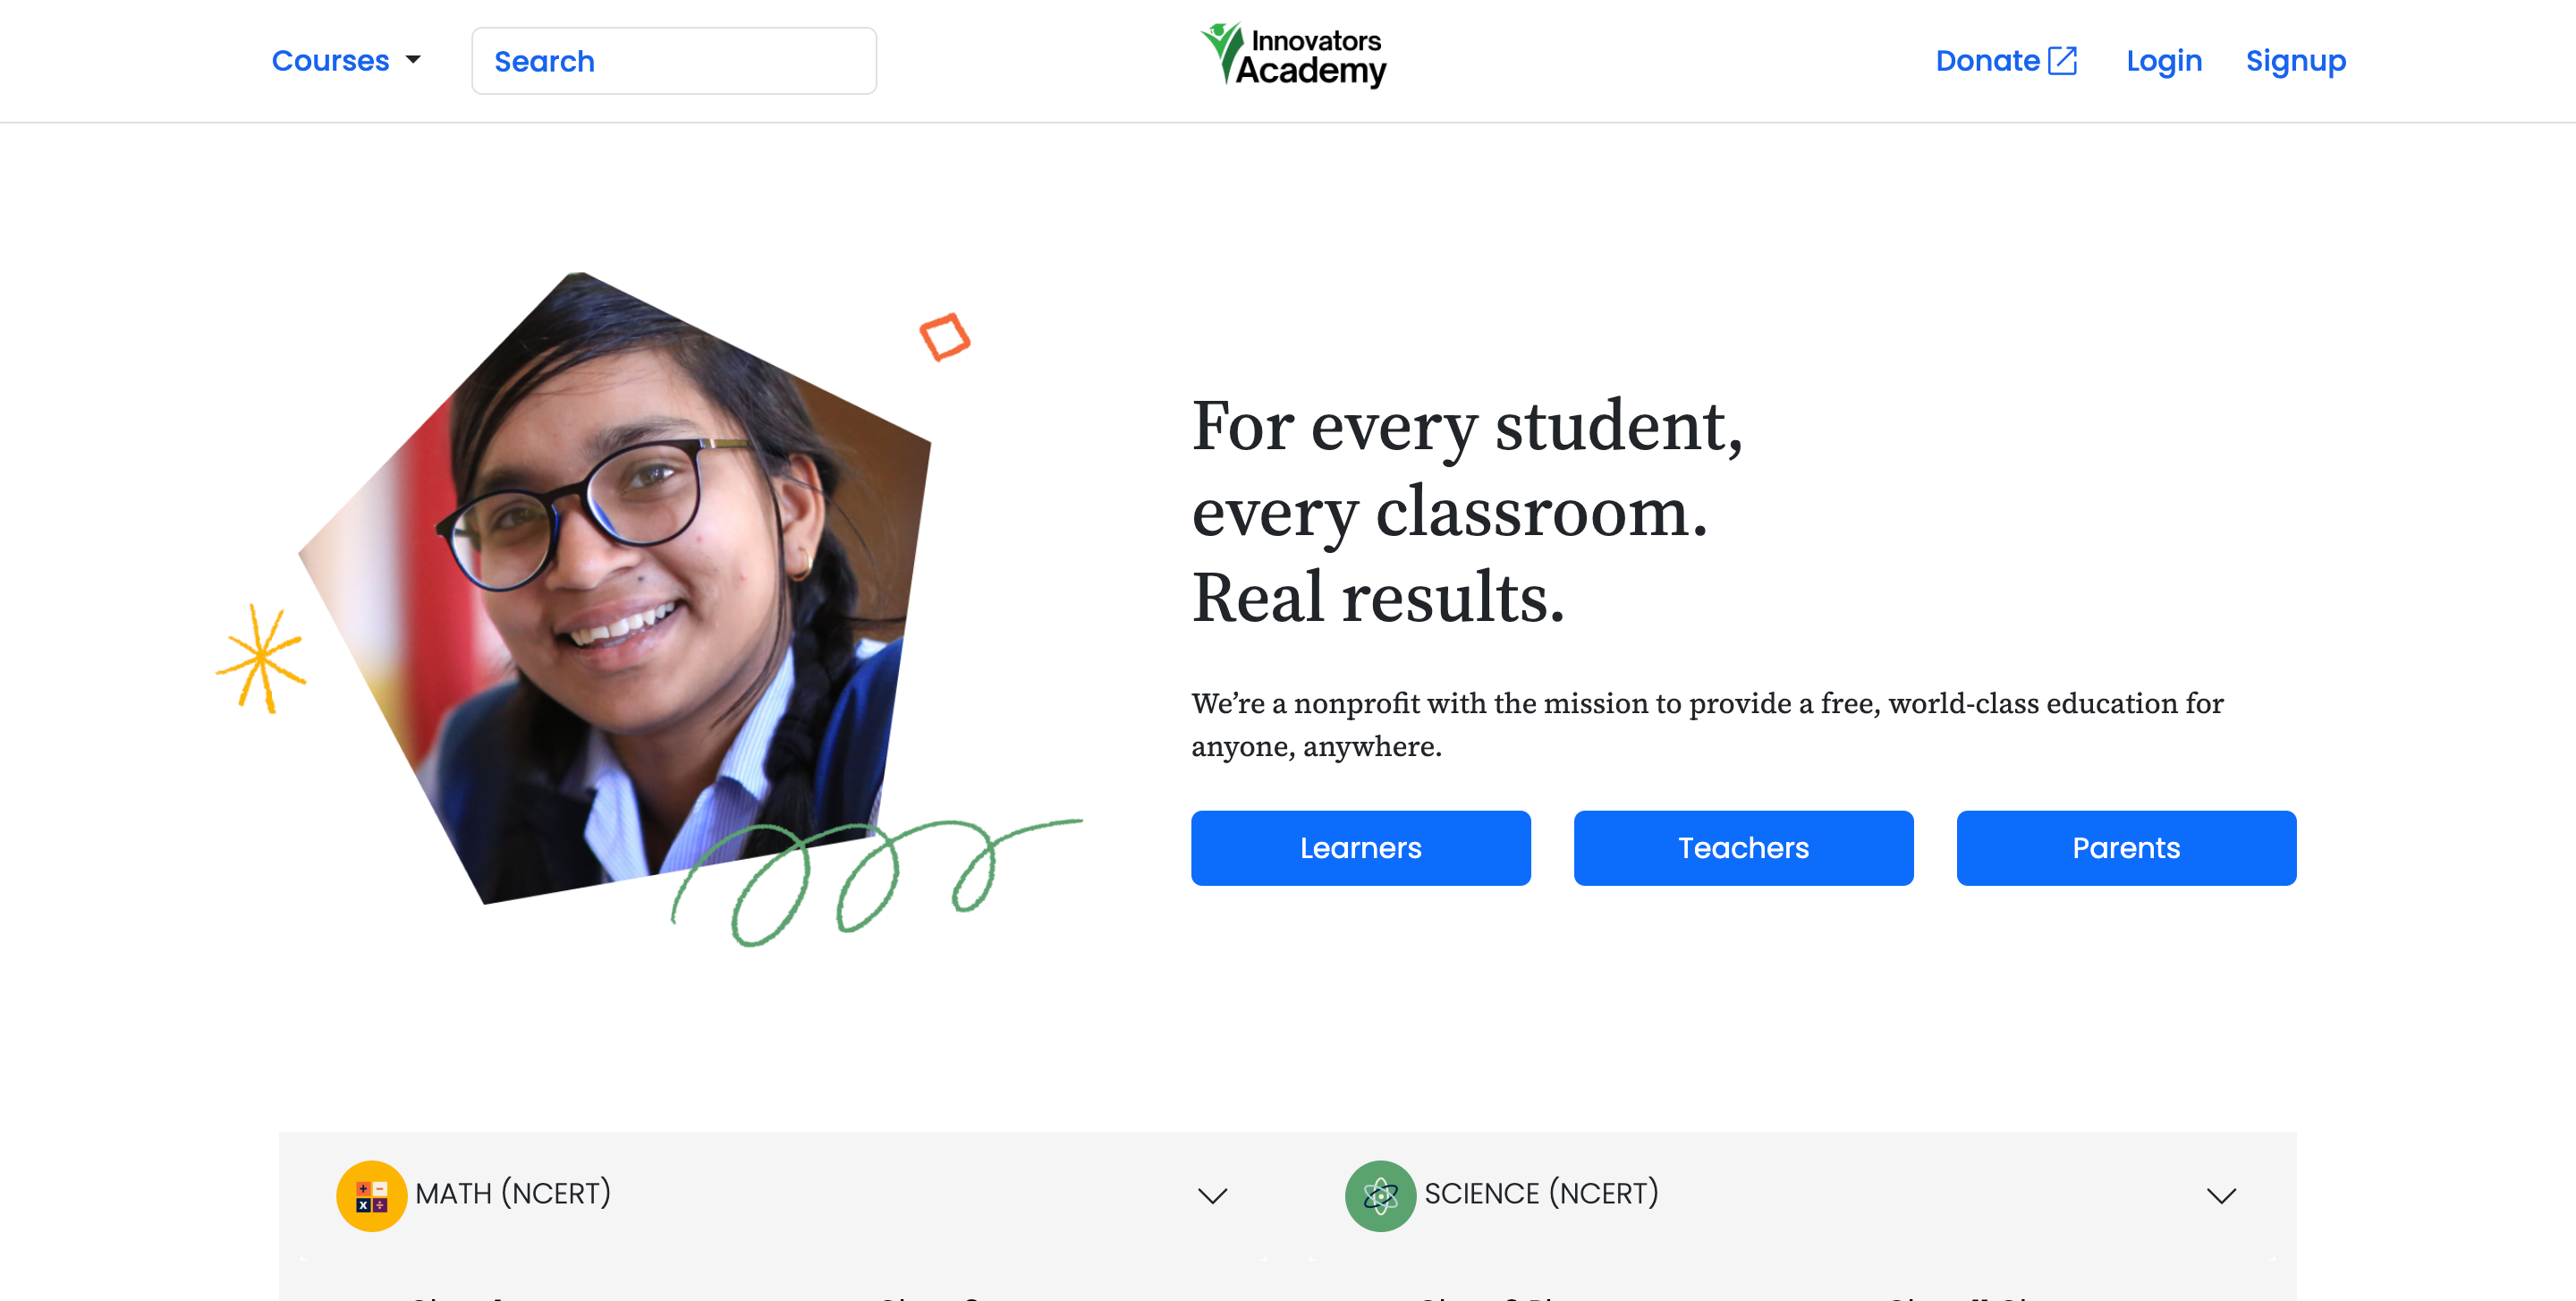 Courses
Search
Innovators
Academy
Donate
Login
Signup
For every student,
every classroom.
Real results.
We’re a nonprofit with the mission to provide a free, world-class education for
anyone, anywhere.
Learners
Teachers
Parents
MATH (NCERT)
SCIENCE (NCERT)